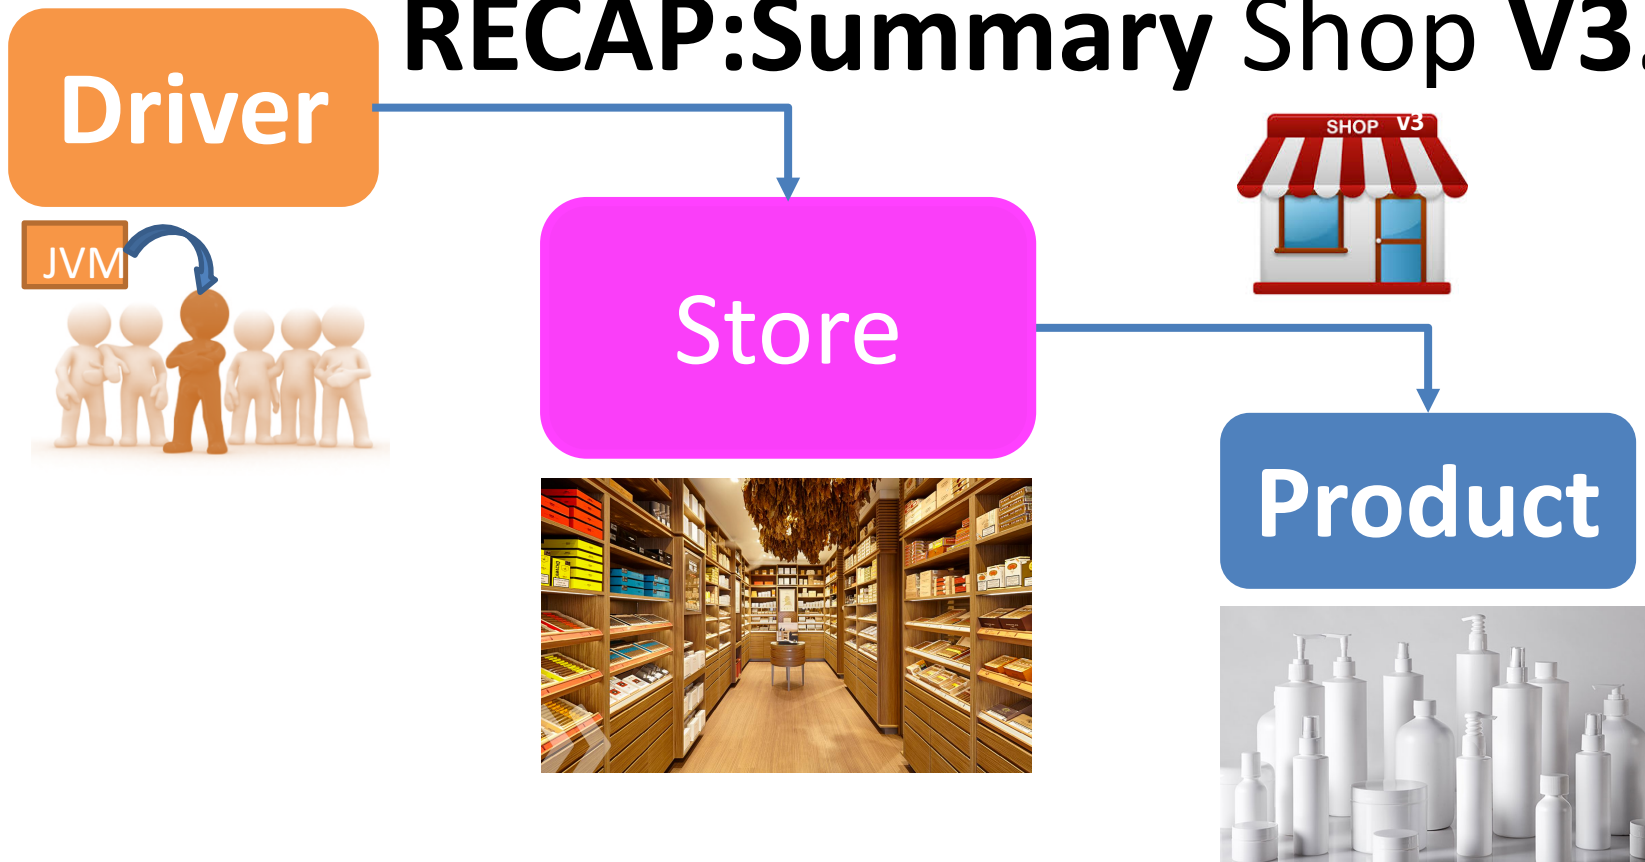 RECAP:Summary Shop V3.
Driver
SHOP v3
JVM
Store
Product